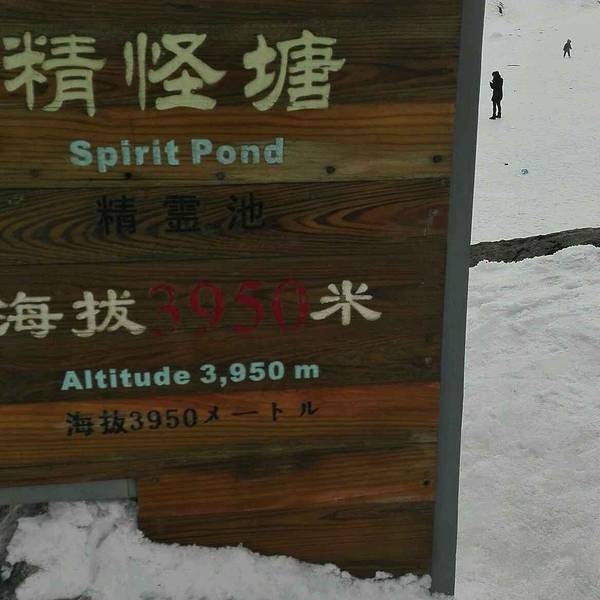 精怪塘
Spirit Pond
精霊池
海拔3950米
Altitude 3,950 m
海抜3950メートル